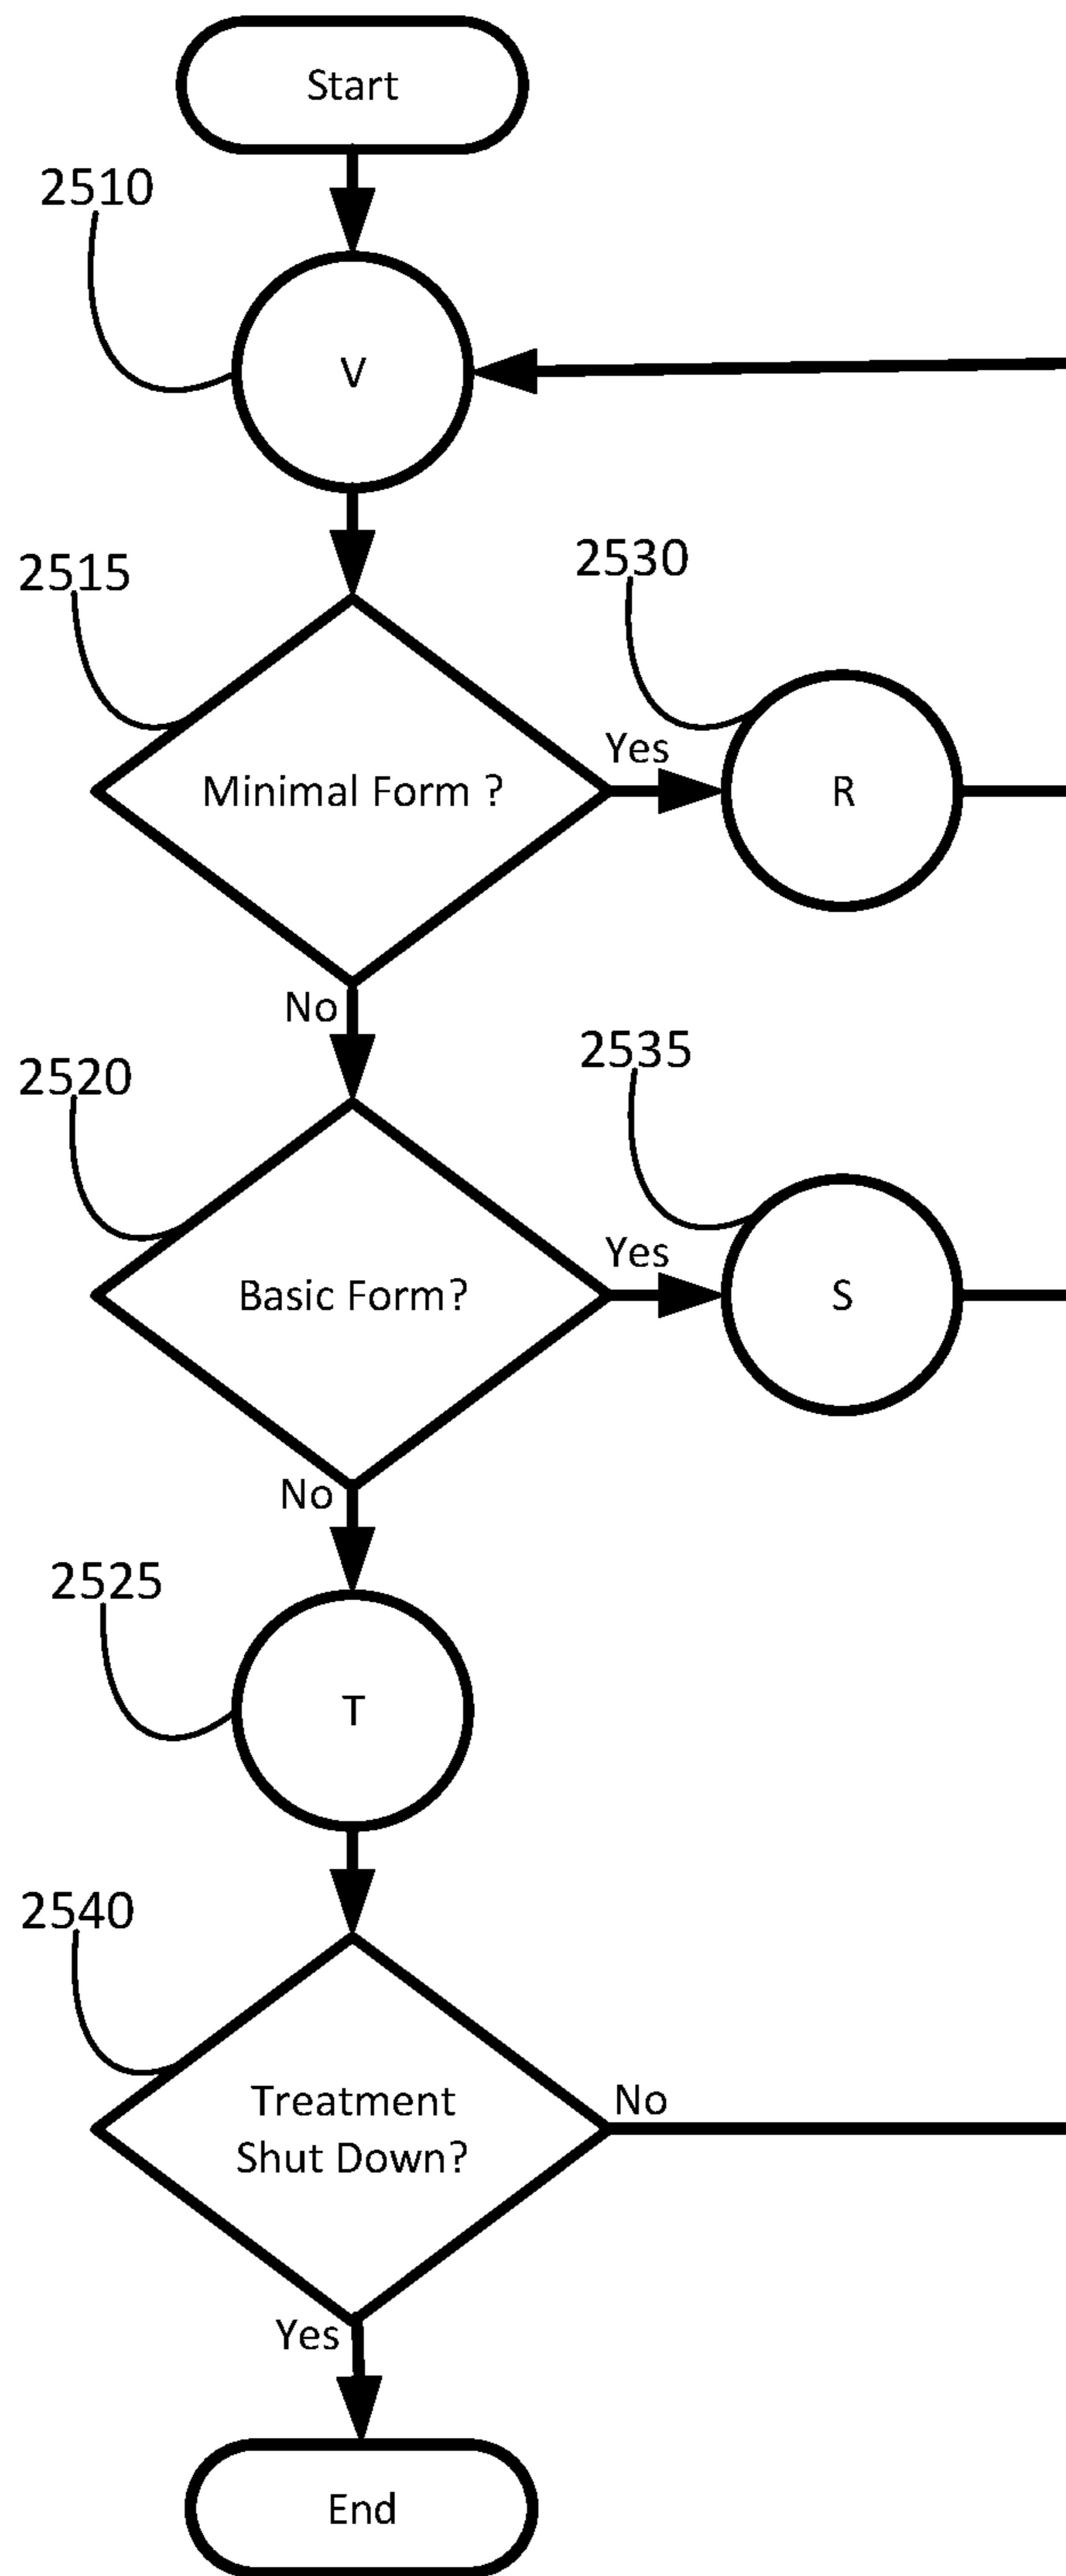 Start
2510
V
2515
2530
Yes
Minimal Form ?
R
No
2520
2535
Yes
Basic Form?
S
No
2525
T
2540
Treatment
Shut Down?
No
Yes
End